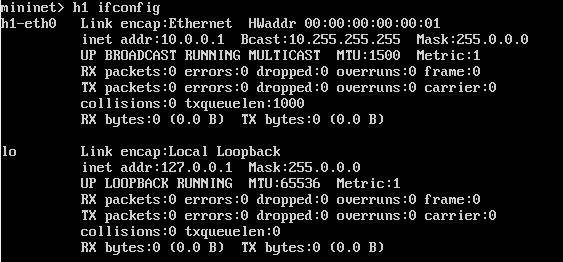 mininet> h1 ifconfig
h1-eth0   Link encap:Ethernet  HWaddr 00:00:00:00:00:01
          inet addr:10.0.0.1  Bcast:10.255.255.255  Mask:255.0.0.0
          UP BROADCAST RUNNING MULTICAST  MTU:1500  Metric:1
          RX packets:0 errors:0 dropped:0 overruns:0 frame:0
          TX packets:0 errors:0 dropped:0 overruns:0 carrier:0
          collisions:0 txqueuelen:1000
          RX bytes:0 (0.0 B)  TX bytes:0 (0.0 B)

lo        Link encap:Local Loopback
          inet addr:127.0.0.1  Mask:255.0.0.0
          UP LOOPBACK RUNNING  MTU:65536  Metric:1
          RX packets:0 errors:0 dropped:0 overruns:0 frame:0
          TX packets:0 errors:0 dropped:0 overruns:0 carrier:0
          collisions:0 txqueuelen:0
          RX bytes:0 (0.0 B)  TX bytes:0 (0.0 B)